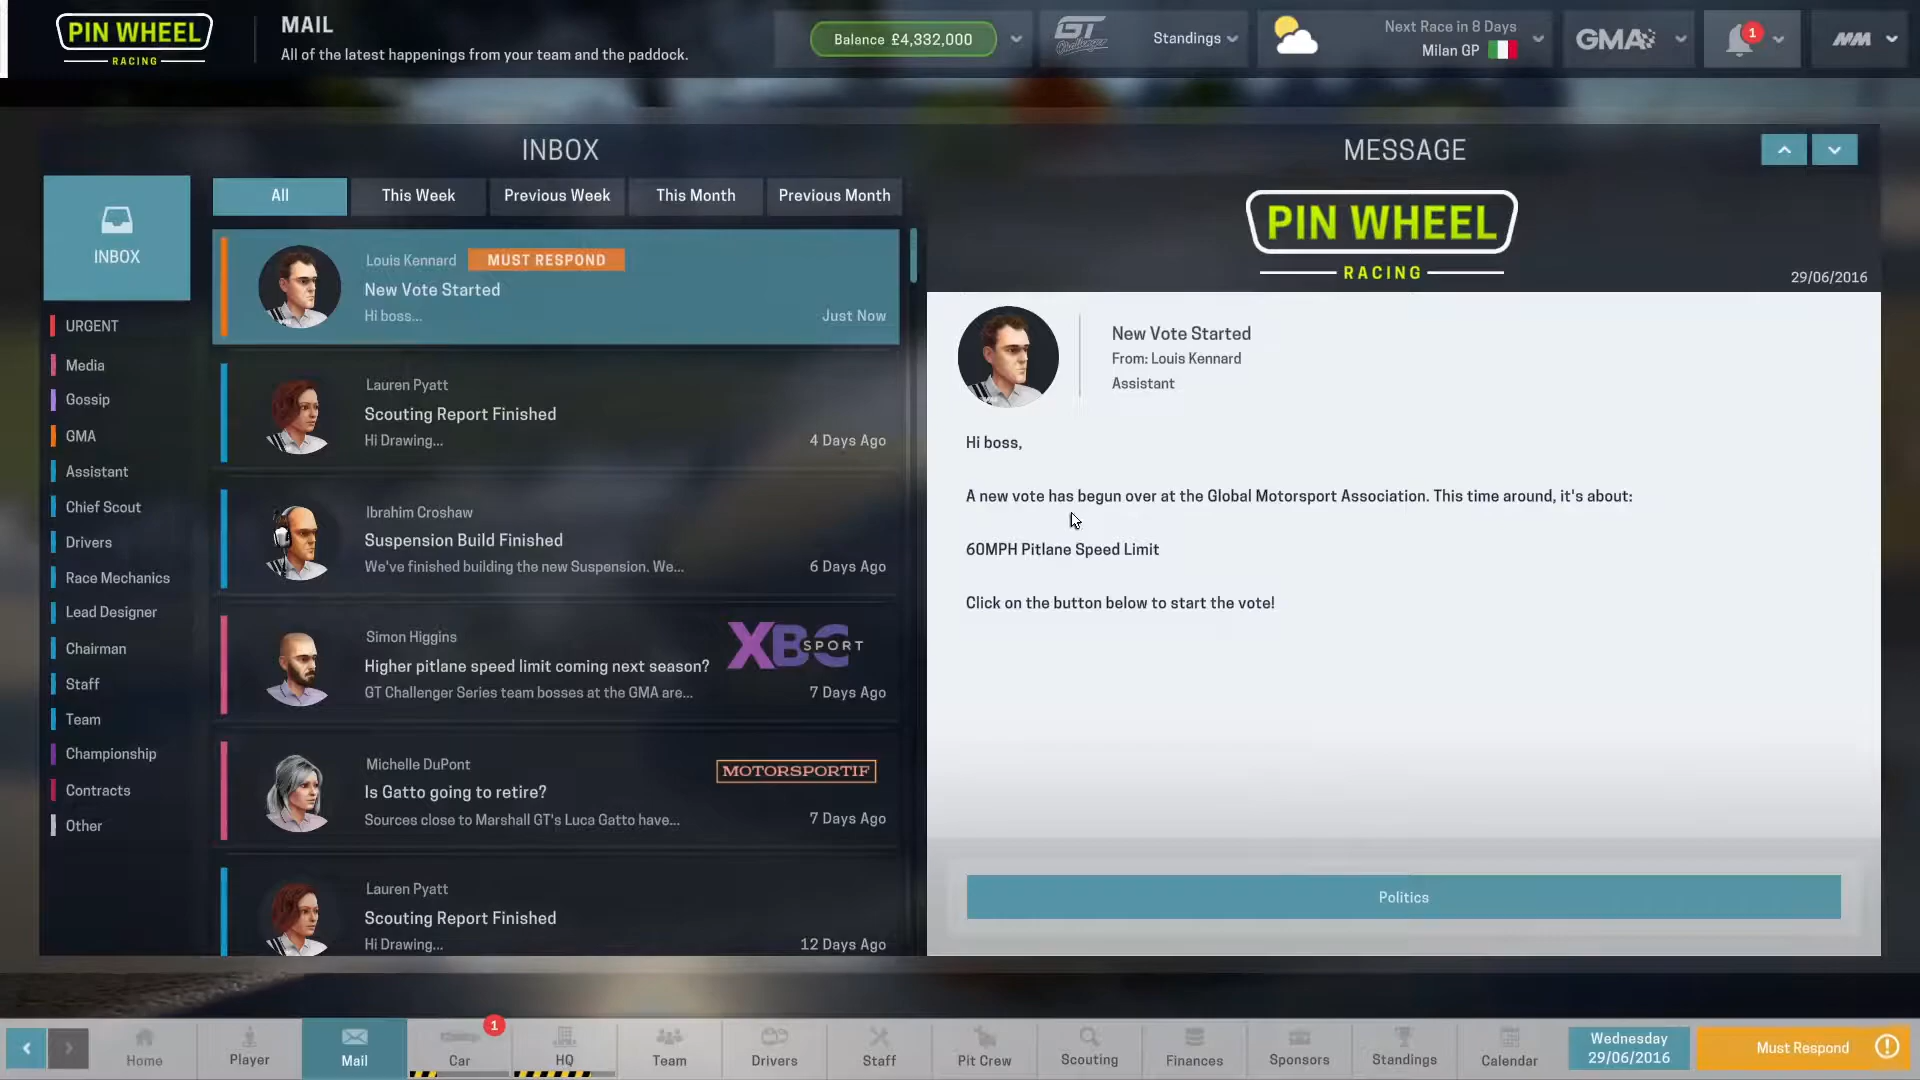 PIN WHEEL
RACING
MAIL
All of the latest happenings from your team and the paddock.
Balance £4,332,000
GT
Challenger
Standings
Next Race in 8 Days
Milan GP
GMA
1
MM
INBOX
MESSAGE
INBOX
All
This Week
Previous Week
This Month
Previous Month
URGENT
Media
Gossip
GMA
Assistant
Chief Scout
Drivers
Race Mechanics
Lead Designer
Chairman
Staff
Team
Championship
Contracts
Other
Louis Kennard
MUST RESPOND
New Vote Started
Hi boss...
Just Now
Lauren Pyatt
Scouting Report Finished
Hi Drawing...
4 Days Ago
Ibrahim Croshaw
Suspension Build Finished
We've finished building the new Suspension. We...
6 Days Ago
Simon Higgins
XBC SPORT
Higher pitlane speed limit coming next season?
GT Challenger Series team bosses at the GMA are...
7 Days Ago
Michelle DuPont
MOTORSPORTIF
Is Gatto going to retire?
Sources close to Marshall GT's Luca Gatto have...
7 Days Ago
Lauren Pyatt
Scouting Report Finished
Hi Drawing...
12 Days Ago
PIN WHEEL
RACING
29/06/2016
New Vote Started
From: Louis Kennard
Assistant
Hi boss,
A new vote has begun over at the Global Motorsport Association. This time around, it's about:
60MPH Pitlane Speed Limit
Click on the button below to start the vote!
Politics
Home
Player
Mail
1
Car
HQ
Team
Drivers
Staff
Pit Crew
Scouting
Finances
Sponsors
Standings
Calendar
Wednesday
29/06/2016
Must Respond